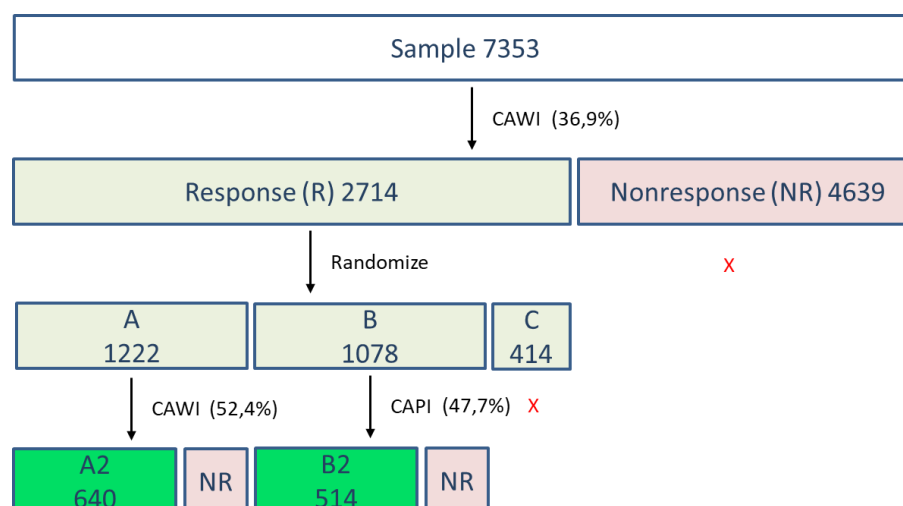 Sample 7353
CAWI (36,9%)
Response (R) 2714
Nonresponse (NR) 4639
Randomize
X
A
1222
B
1078
C
414
CAWI (52,4%)
CAPI (47,7%)
X
A2
640
NR
B2
514
NR